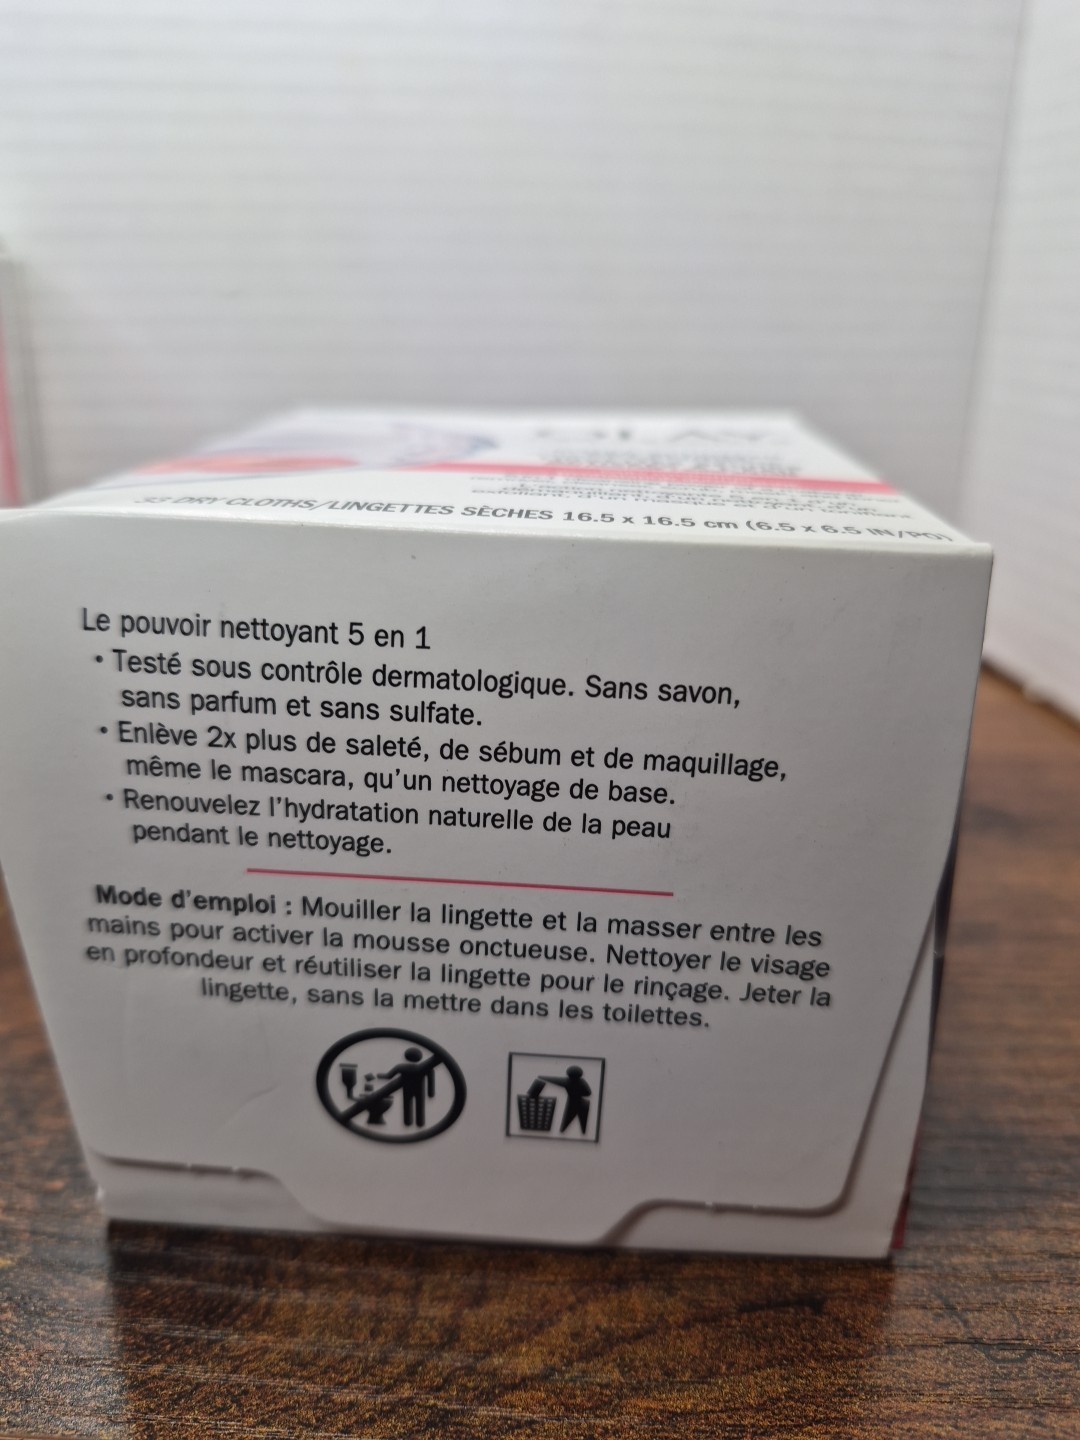 OLAY
33 DRY CLOTHS/LINGETTES SÈCHES 16.5 x 16.5 cm (6.5 x 6.5 IN/PO)
Le pouvoir nettoyant 5 en 1
• Testé sous contrôle dermatologique. Sans savon,
sans parfum et sans sulfate.
• Enlève 2x plus de saleté, de sébum et de maquillage,
même le mascara, qu'un nettoyage de base.
• Renouvelez l'hydratation naturelle de la peau
pendant le nettoyage.
Mode d'emploi : Mouiller la lingette et la masser entre les
mains pour activer la mousse onctueuse. Nettoyer le visage
en profondeur et réutiliser la lingette pour le rinçage. Jeter la
lingette, sans la mettre dans les toilettes.